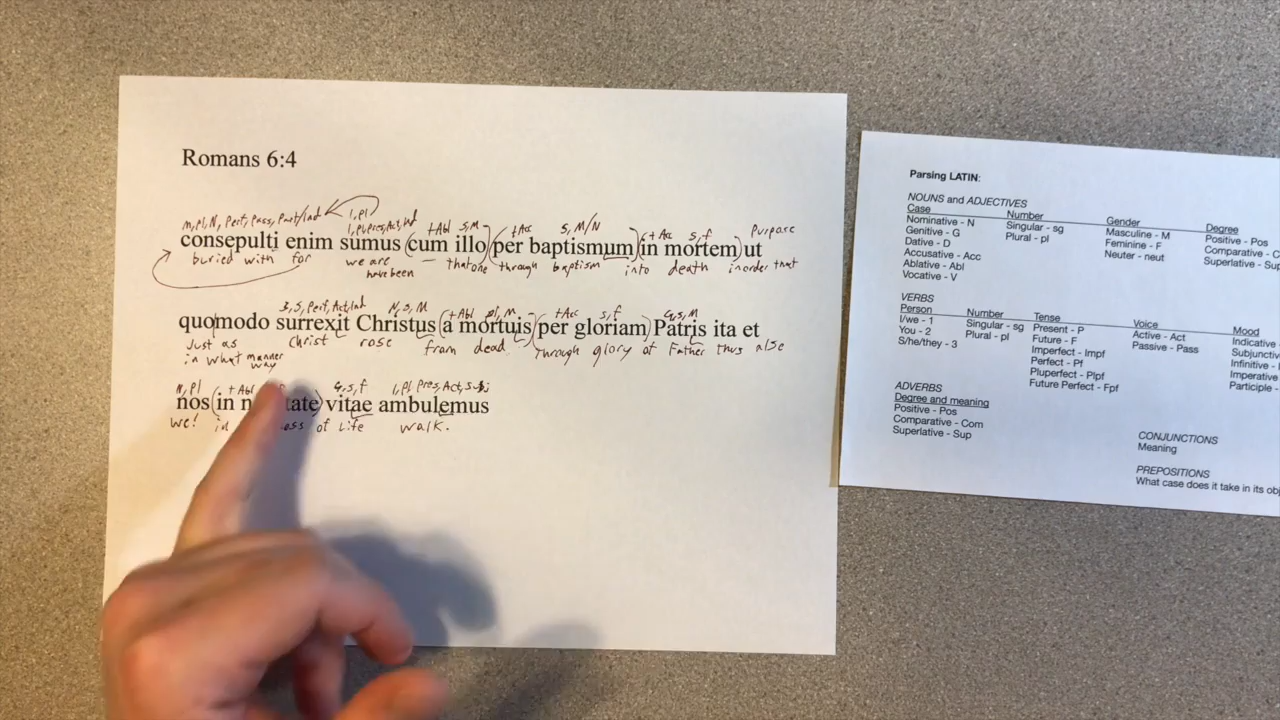 Romans 6:4
m, pl, N, Perf, Pass, Part/Ind 1, pl
1, pl, Pres, Act, Ind +Abl s, M +Acc s, M/N +Acc s, f Purpose
consepulti enim sumus (cum illo) (per baptismum) (in mortem) ut
buried with for we are — that one through baptism into death in order that
have been
3, s, Perf, Act, Ind N, s, M +Abl pl, M +Acc s, f G, s, M
quomodo surrexit Christus (a mortuis) (per gloriam) Patris ita et
Just as Christ rose from dead through glory of Father thus also
in what manner
way
N, pl +Abl G, s, f 1, pl Pres, Act,
nos (in tate) vitae ambulemus
we! of life walk.
Parsing LATIN:
NOUNS and ADJECTIVES
Case Number Gender Degree
Nominative - N Singular - sg Masculine - M Positive - Pos
Genitive - G Plural - pl Feminine - F Comparative - C
Dative - D Neuter - neut Superlative - Sup
Accusative - Acc
Ablative - Abl
Vocative - V
VERBS
Person Number Tense Voice Mood
I/we - 1 Singular - sg Present - P Active - Act Indicative
You - 2 Plural - pl Future - F Passive - Pass Subjunctiv
S/he/they - 3 Imperfect - Impf Infinitive -
Perfect - Pf Imperative
Pluperfect - Plpf Participle -
Future Perfect - Fpf
ADVERBS
Degree and meaning
Positive - Pos
Comparative - Com
Superlative - Sup
CONJUNCTIONS
Meaning
PREPOSITIONS
What case does it take in its obj